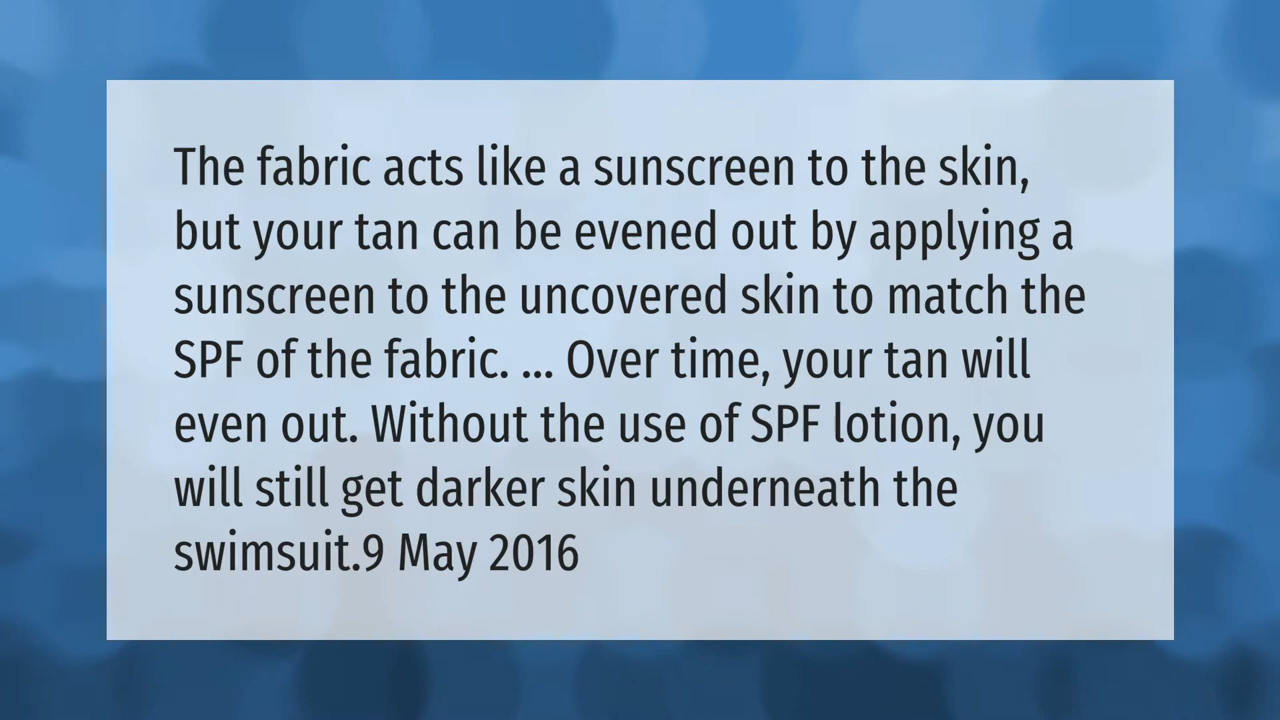 The fabric acts like a sunscreen to the skin,
but your tan can be evened out by applying a
sunscreen to the uncovered skin to match the
SPF of the fabric. ... Over time, your tan will
even out. Without the use of SPF lotion, you
will still get darker skin underneath the
swimsuit.9 May 2016